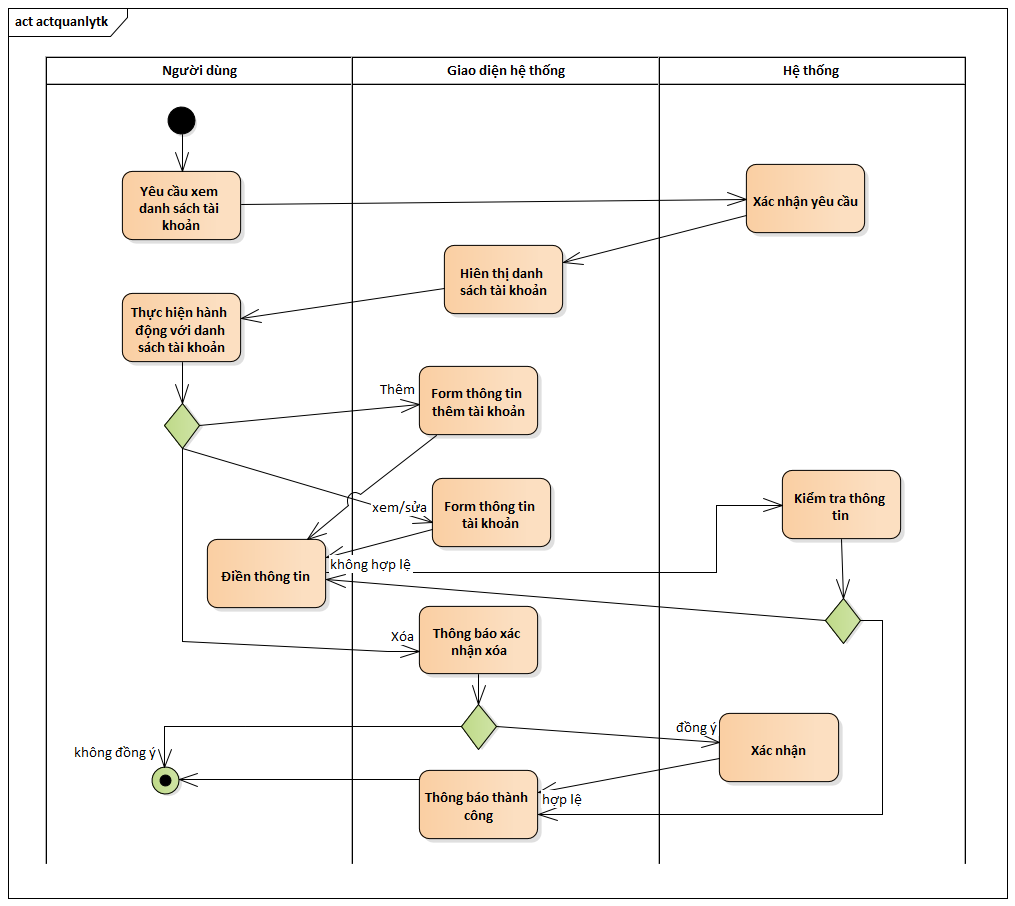 act actquanlytk
Người dùng
Giao diện hệ thống
Hệ thống
Yêu cầu xem
danh sách tài
khoản
Xác nhận yêu cầu
Hiên thị danh
sách tài khoản
Thực hiện hành
động với danh
sách tài khoản
Thêm
Form thông tin
thêm tài khoản
xem/sửa
Form thông tin
tài khoản
Kiểm tra thông
tin
Điền thông tin
không hợp lệ
Xóa
Thông báo xác
nhận xóa
đồng ý
Xác nhận
không đồng ý
Thông báo thành
công
hợp lệ